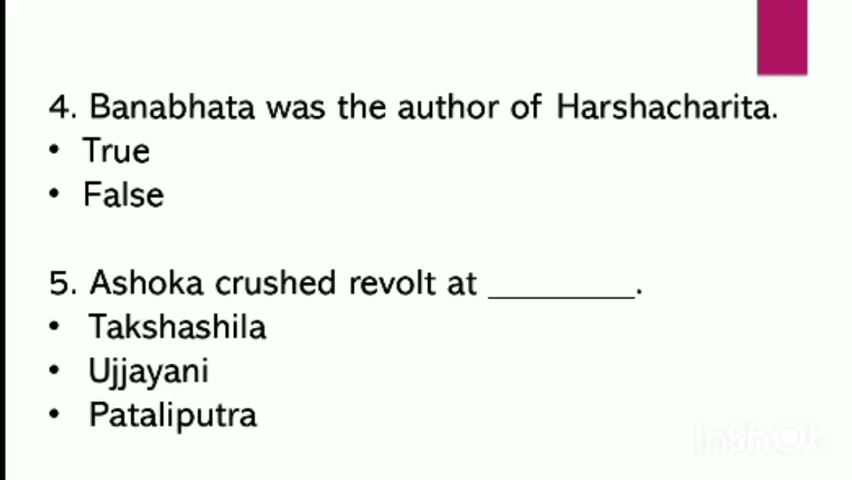 4. Banabhata was the author of Harshacharita.
• True
• False
5. Ashoka crushed revolt at ________.
• Takshashila
• Ujjayani
• Pataliputra
InShOt